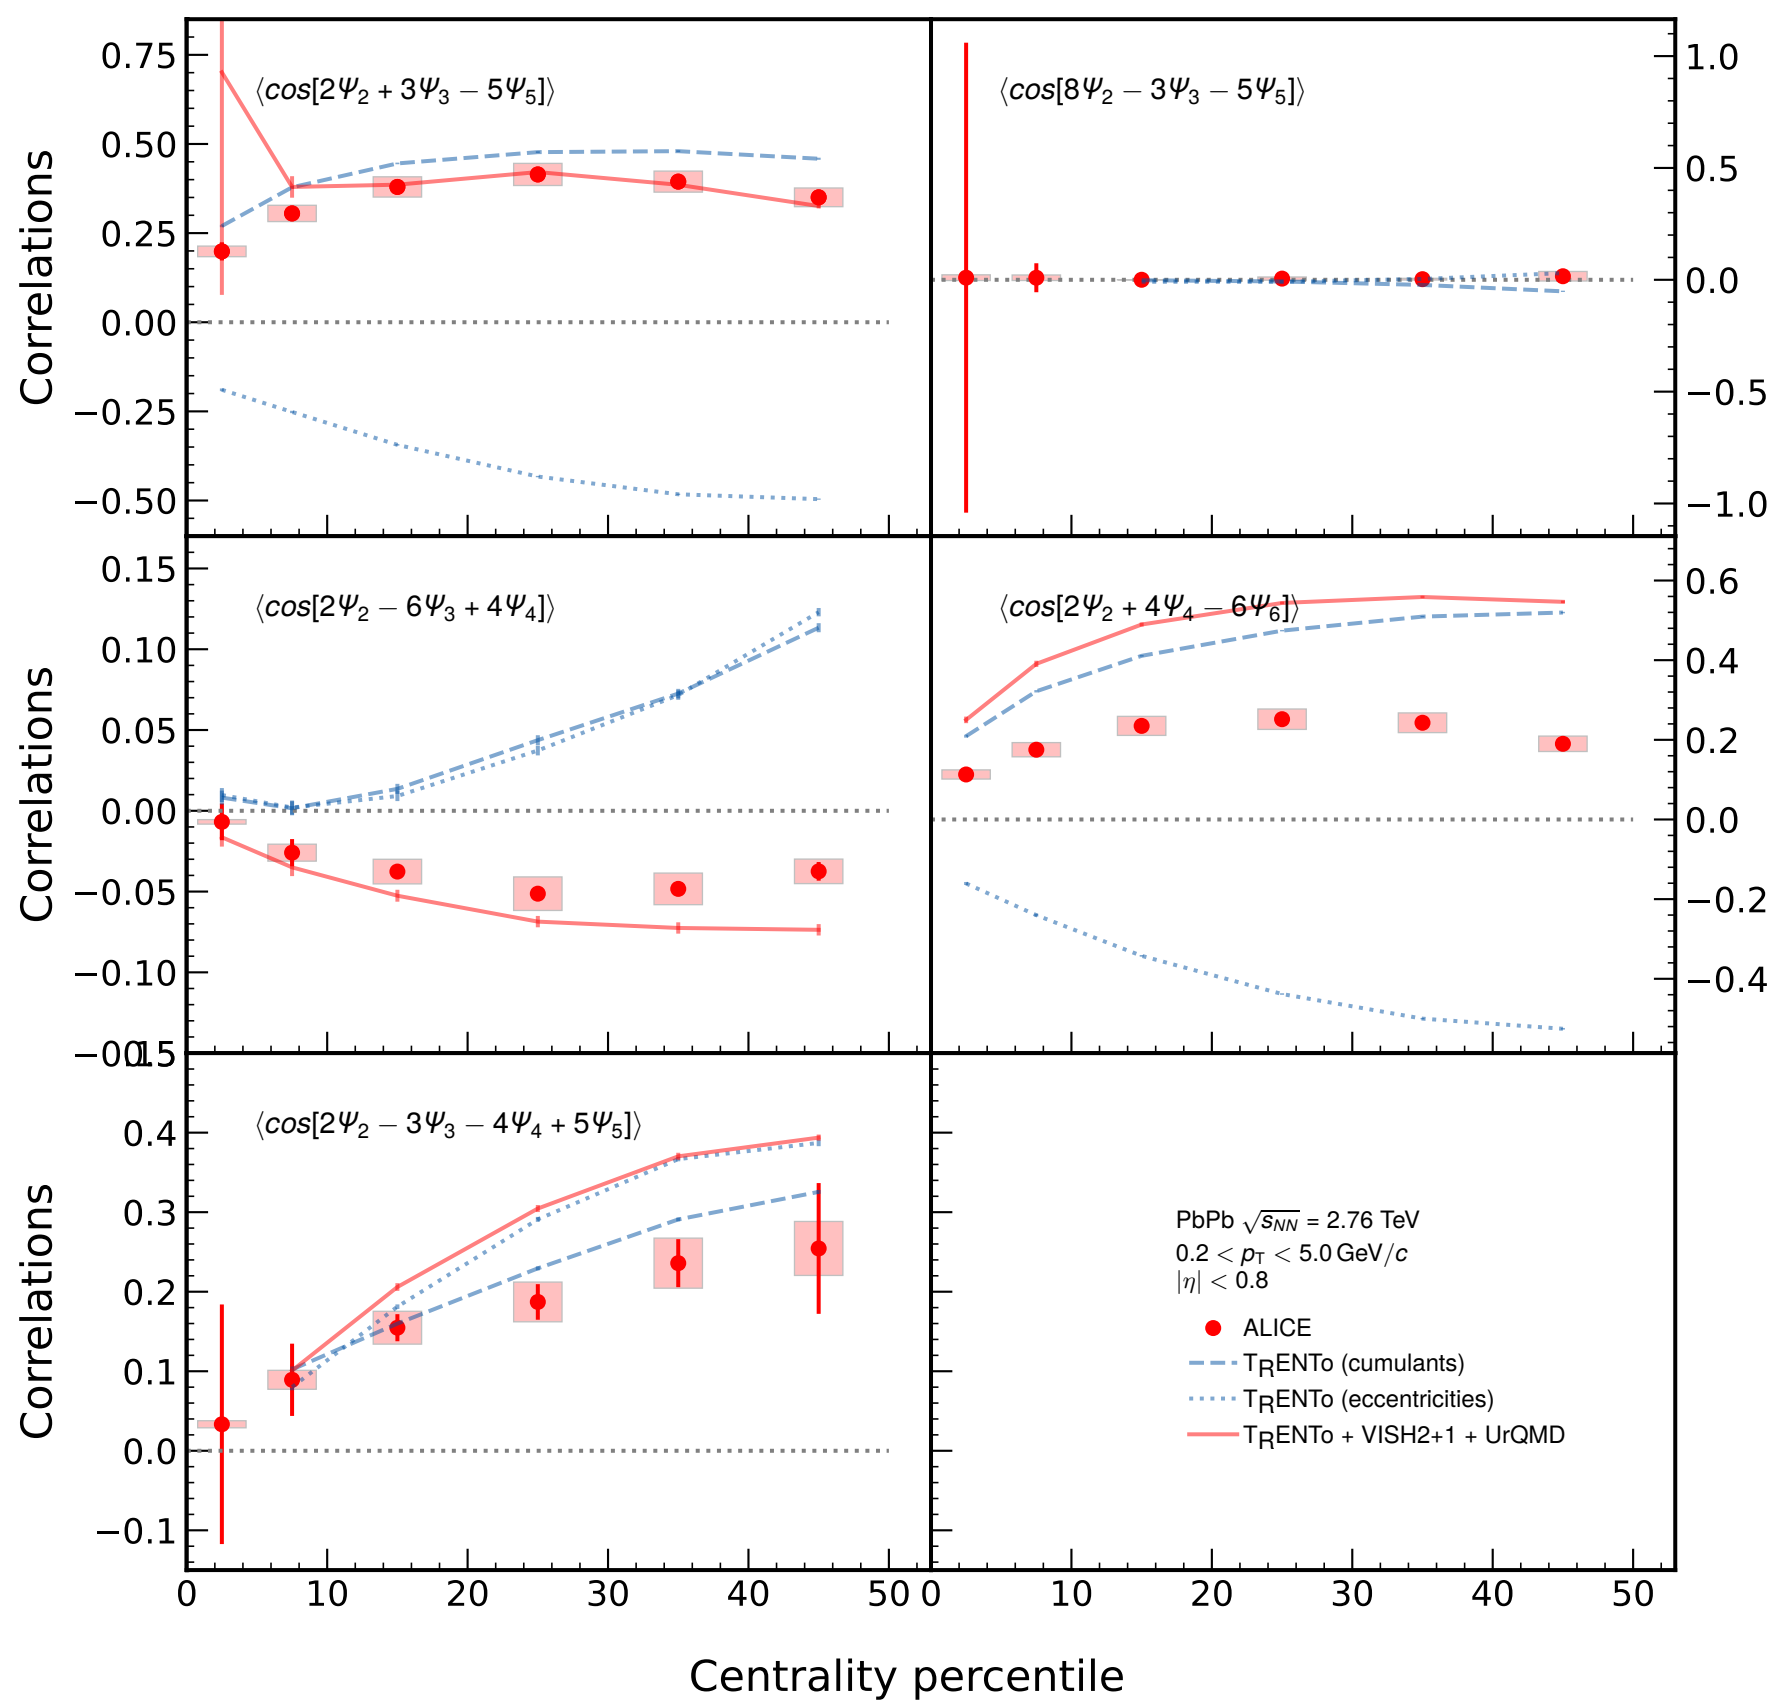 0.75
0.50
0.25
0.00
−0.25
−0.50
Correlations
⟨cos[2Ψ2 + 3Ψ3 − 5Ψ5]⟩
⟨cos[8Ψ2 − 3Ψ3 − 5Ψ5]⟩
1.0
0.5
0.0
−0.5
−1.0
0.15
0.10
0.05
0.00
−0.05
−0.10
−0.15
Correlations
⟨cos[2Ψ2 − 6Ψ3 + 4Ψ4]⟩
⟨cos[2Ψ2 + 4Ψ4 − 6Ψ6]⟩
0.6
0.4
0.2
0.0
−0.2
−0.4
0.5
0.4
0.3
0.2
0.1
0.0
−0.1
Correlations
⟨cos[2Ψ2 − 3Ψ3 − 4Ψ4 + 5Ψ5]⟩
PbPb √sNN = 2.76 TeV
0.2 < pT < 5.0 GeV/c
|η| < 0.8
ALICE
TRENTo (cumulants)
TRENTo (eccentricities)
TRENTo + VISH2+1 + UrQMD
0 10 20 30 40 50 0 10 20 30 40 50
Centrality percentile